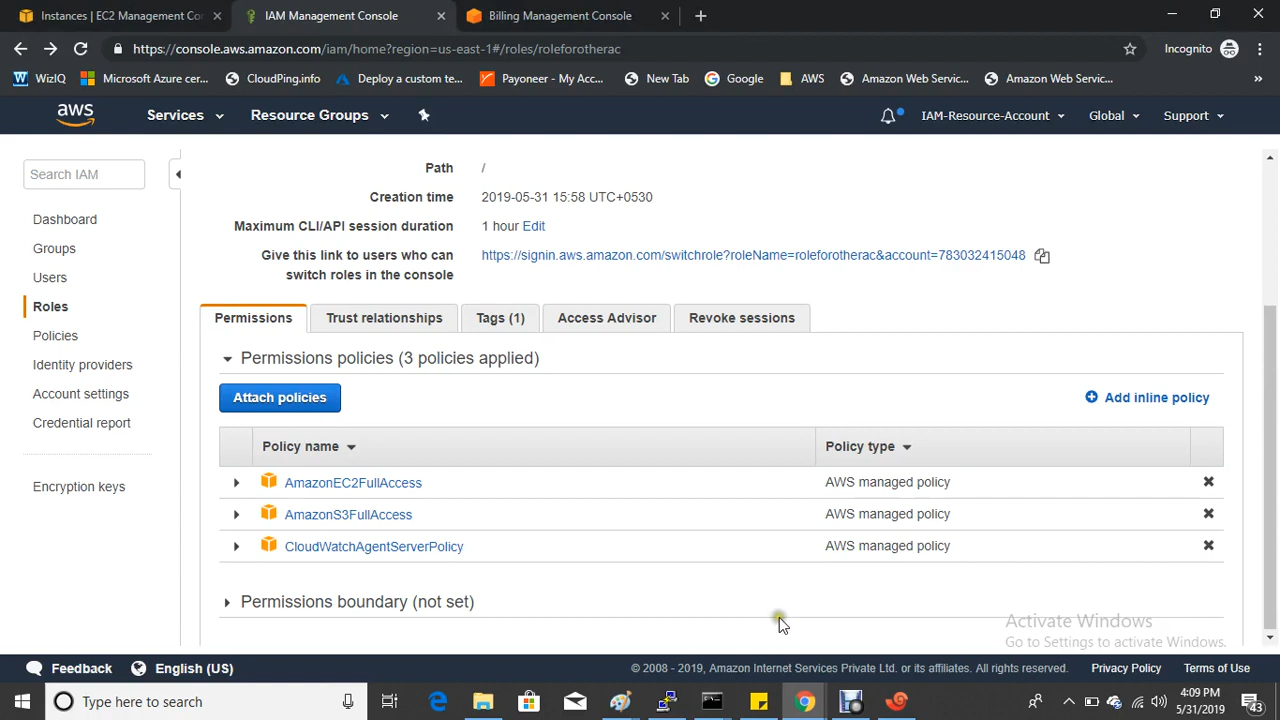 Instances | EC2 Management Con
IAM Management Console
Billing Management Console
https://console.aws.amazon.com/iam/home?region=us-east-1#/roles/roleforotherac
Incognito
WizIQ
Microsoft Azure cer...
CloudPing.info
Deploy a custom te...
Payoneer - My Acco...
New Tab
Google
AWS
Amazon Web Servic...
Amazon Web Servic...
aws
Services
Resource Groups
IAM-Resource-Account
Global
Support
Search IAM
Dashboard
Groups
Users
Roles
Policies
Identity providers
Account settings
Credential report
Encryption keys
Path /
Creation time 2019-05-31 15:58 UTC+0530
Maximum CLI/API session duration 1 hour Edit
Give this link to users who can https://signin.aws.amazon.com/switchrole?roleName=roleforotherac&account=783032415048
switch roles in the console
Permissions
Trust relationships
Tags (1)
Access Advisor
Revoke sessions
Permissions policies (3 policies applied)
Attach policies
Add inline policy
Policy name
Policy type
AmazonEC2FullAccess AWS managed policy
AmazonS3FullAccess AWS managed policy
CloudWatchAgentServerPolicy AWS managed policy
Permissions boundary (not set)
Activate Windows
Go to Settings to activate Windows.
Feedback
English (US)
© 2008 - 2019, Amazon Internet Services Private Ltd. or its affiliates. All rights reserved.
Privacy Policy
Terms of Use
Type here to search
4:09 PM
5/31/2019
43